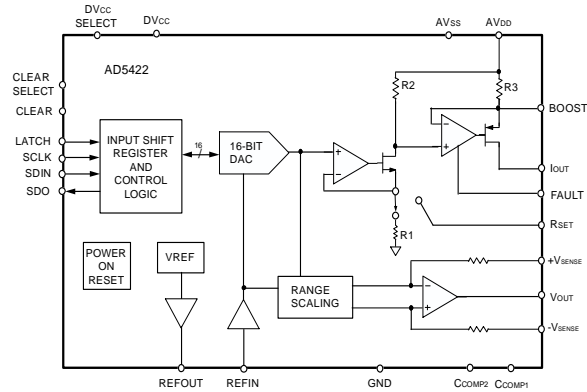 DVCC
SELECT
DVCC
AVSS
AVDD
AD5422
R2
R3
CLEAR
SELECT
CLEAR
BOOST
LATCH
SCLK
SDIN
SDO
INPUT SHIFT
REGISTER
AND
CONTROL
LOGIC
16
16-BIT
DAC
+
−
−
+
IOUT
FAULT
RSET
R1
POWER
ON
RESET
VREF
RANGE
SCALING
−
+
+VSENSE
VOUT
-VSENSE
REFOUT
REFIN
GND
CCOMP2
CCOMP1